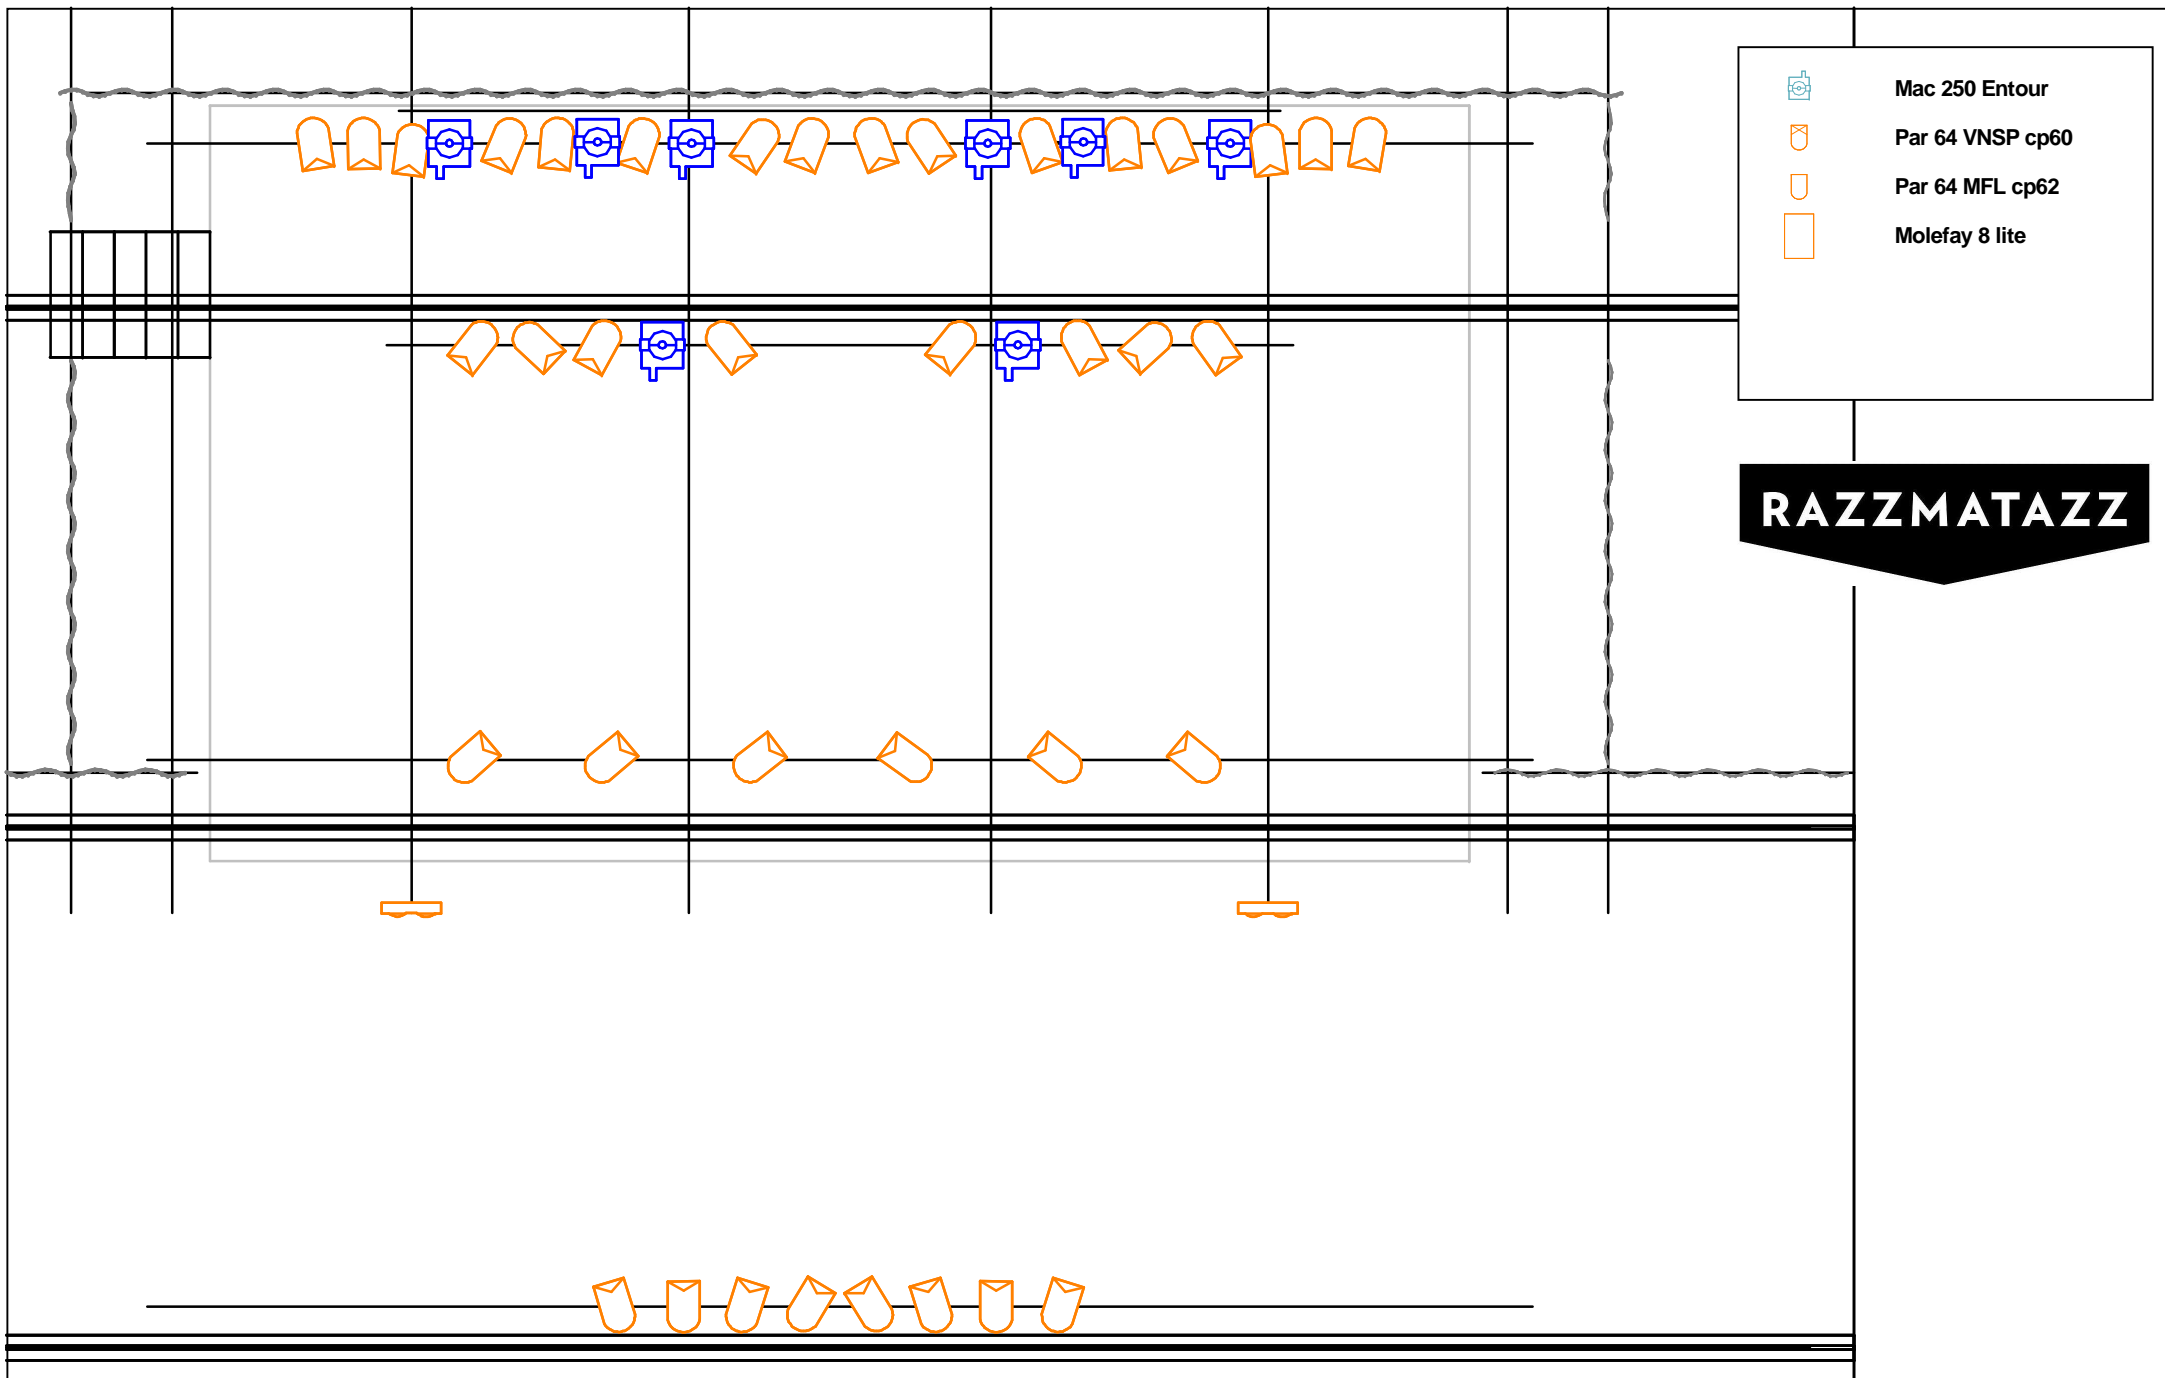 Mac 250 Entour
Par 64 VNSP cp60
Par 64 MFL cp62
Molefay 8 lite
RAZZMATAZZ